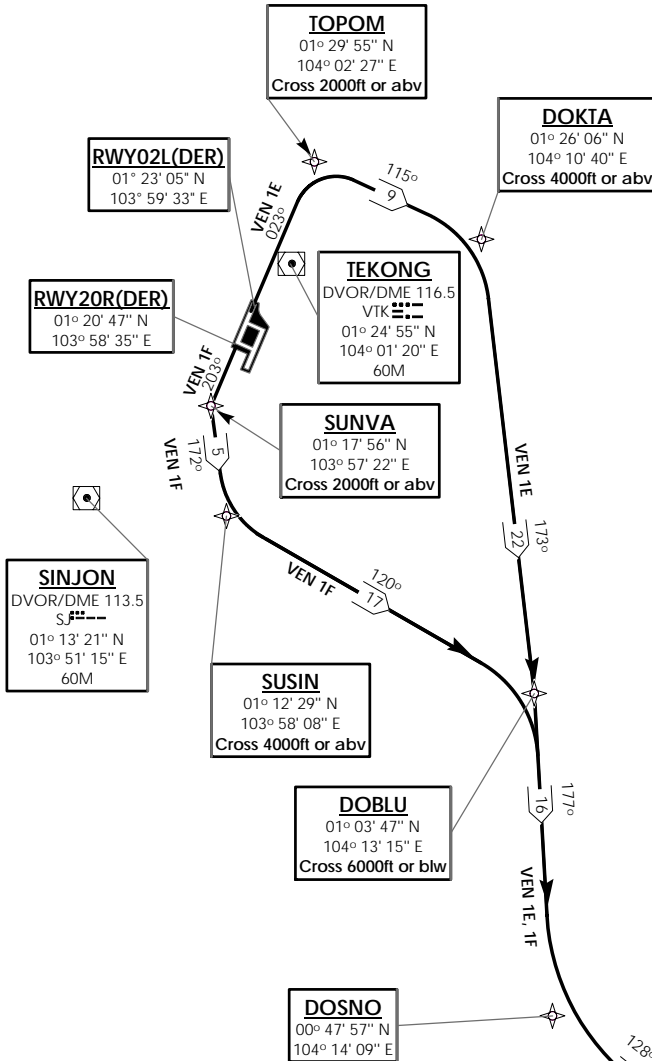 TOPOM
01° 29' 55" N
104° 02' 27" E
Cross 2000ft or abv
DOKTA
01° 26' 06" N
104° 10' 40" E
Cross 4000ft or abv
RWY02L(DER)
01° 23' 05" N
103° 59' 33" E
115°
9
VEN 1E
023°
TEKONG
DVOR/DME 116.5
VTK
01° 24' 55" N
104° 01' 20" E
60M
RWY20R(DER)
01° 20' 47" N
103° 58' 35" E
VEN 1F
203°
SUNVA
01° 17' 56" N
103° 57' 22" E
Cross 2000ft or abv
5
172°
VEN 1F
VEN 1E
22
173°
SINJON
DVOR/DME 113.5
SJ
01° 13' 21" N
103° 51' 15" E
60M
VEN 1F
120°
17
SUSIN
01° 12' 29" N
103° 58' 08" E
Cross 4000ft or abv
DOBLU
01° 03' 47" N
104° 13' 15" E
Cross 6000ft or blw
16
177°
VEN 1E, 1F
DOSNO
00° 47' 57" N
104° 14' 09" E
128°